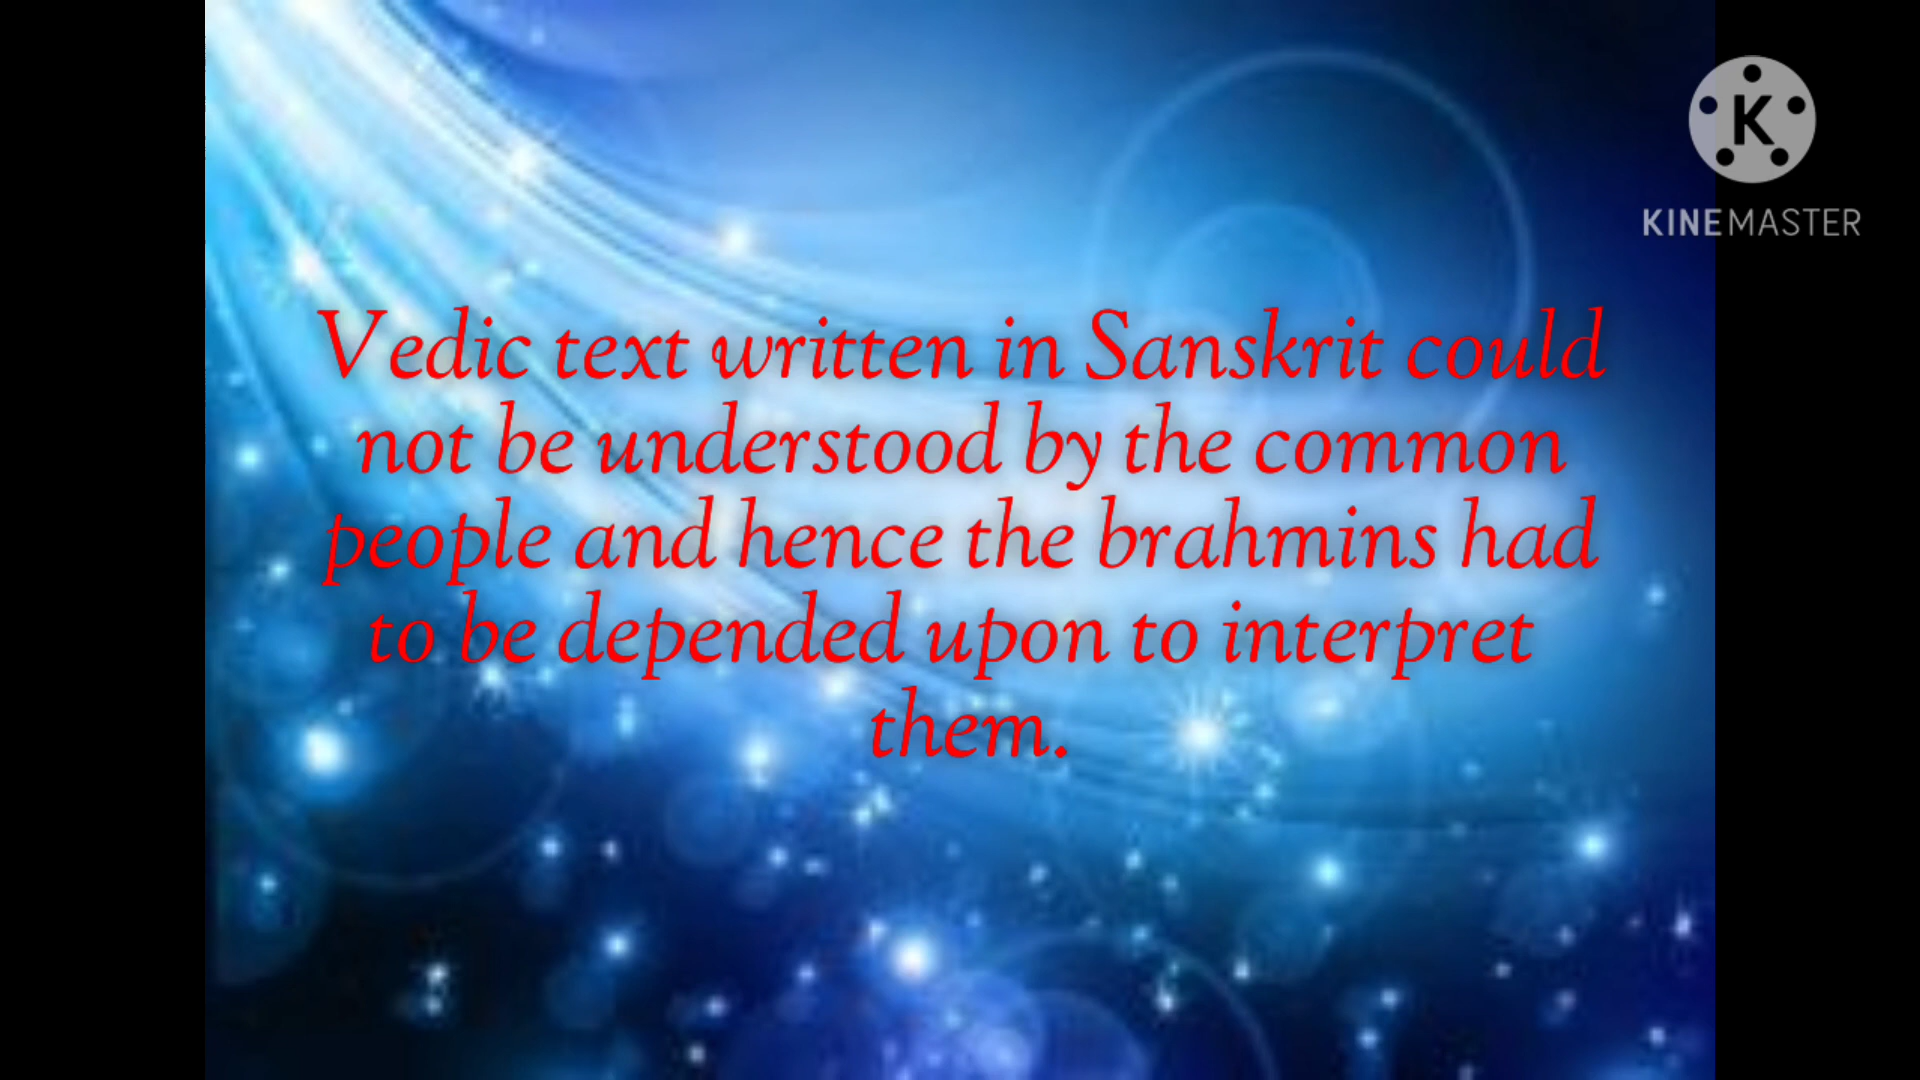 K
KINEMASTER
Vedic text written in Sanskrit could
not be understood by the common
people and hence the brahmins had
to be depended upon to interpret
them.